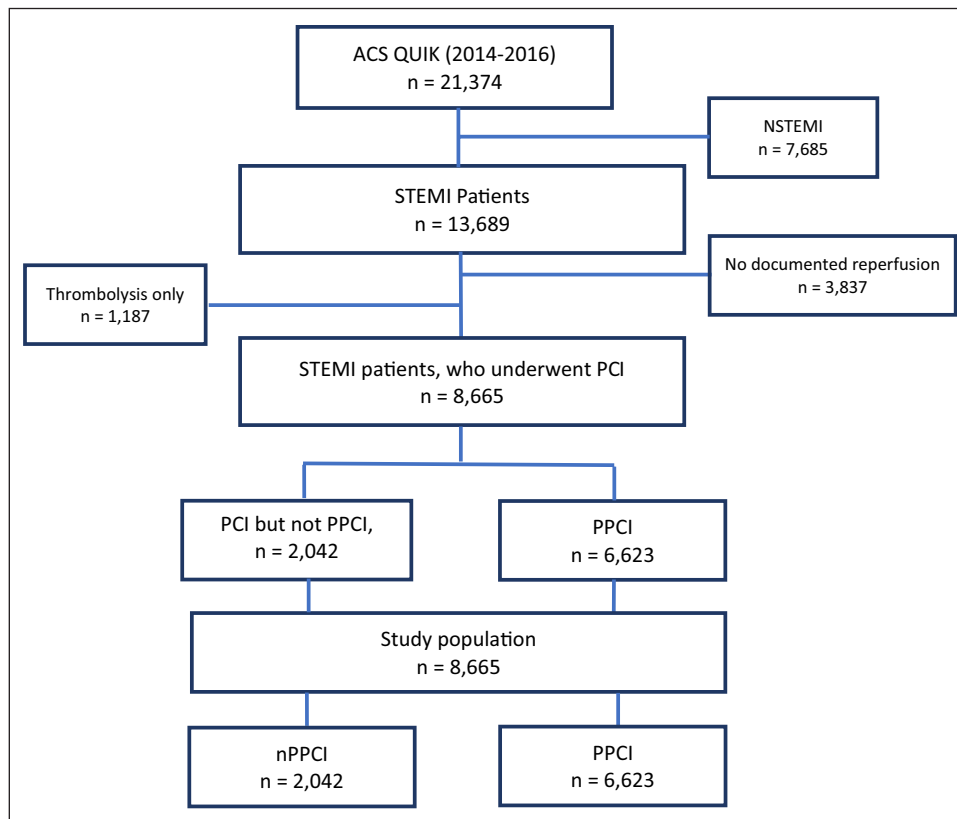 ACS QUIK (2014-2016)
n = 21,374
NSTEMI
n = 7,685
STEMI Patients
n = 13,689
No documented reperfusion
n = 3,837
Thrombolysis only
n = 1,187
STEMI patients, who underwent PCI
n = 8,665
PCI but not PPCI,
n = 2,042
PPCI
n = 6,623
Study population
n = 8,665
nPPCI
n = 2,042
PPCI
n = 6,623